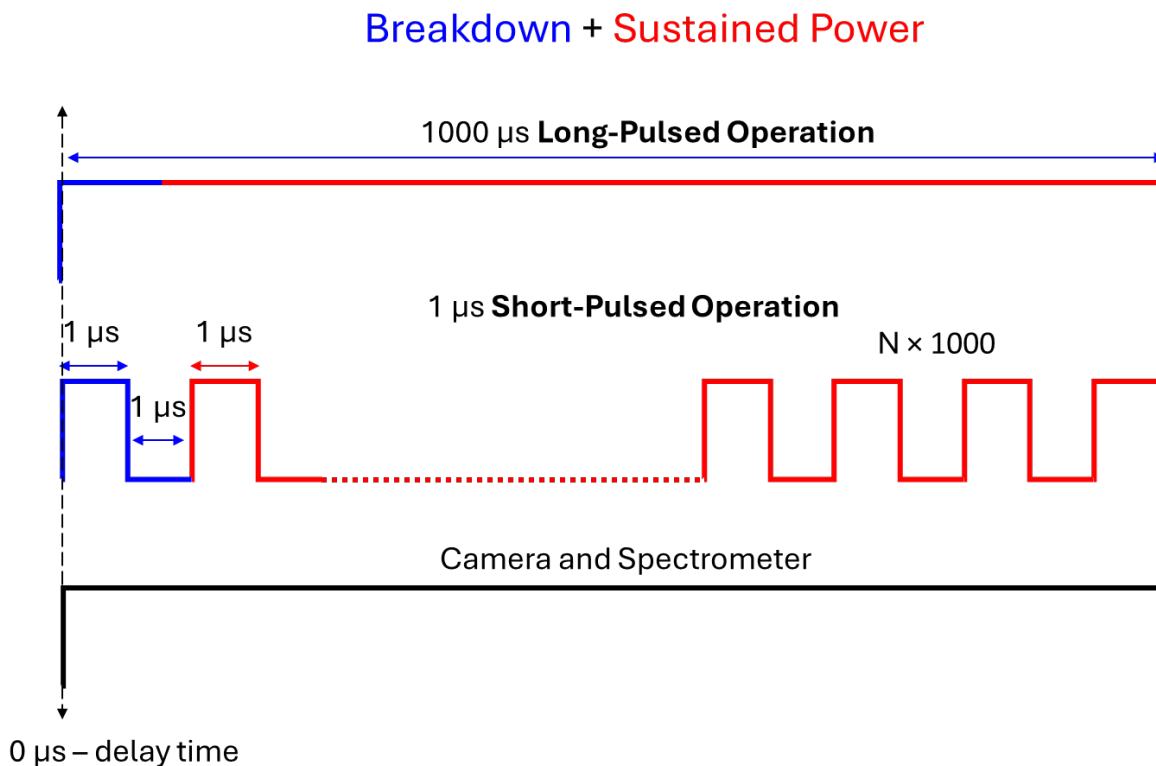 Breakdown + Sustained Power
1000 µs Long-Pulsed Operation
1 µs Short-Pulsed Operation
1 µs
1 µs
N × 1000
1 µs
Camera and Spectrometer
0 µs – delay time